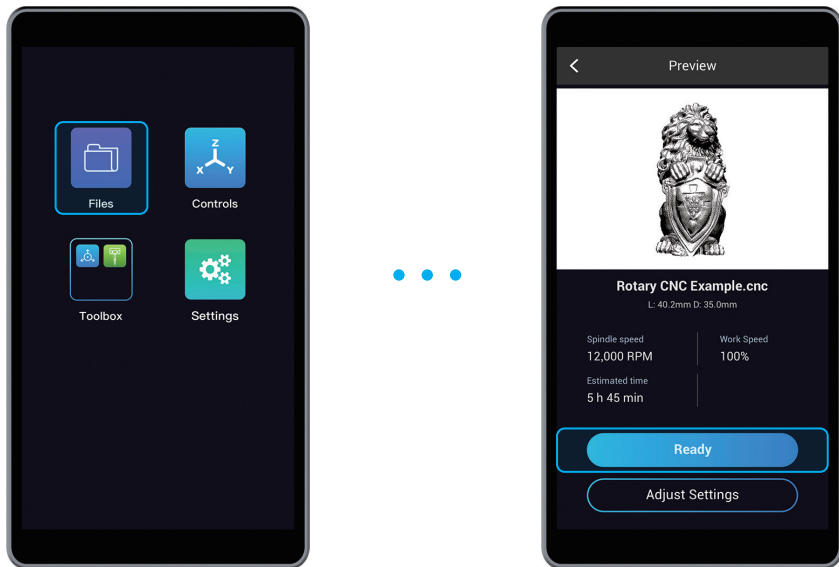 Z
X Y
Files Controls
Toolbox Settings
Preview
Rotary CNC Example.cnc
L: 40.2mm D: 35.0mm
Spindle speed Work Speed
12,000 RPM 100%
Estimated time
5 h 45 min
Ready
Adjust Settings